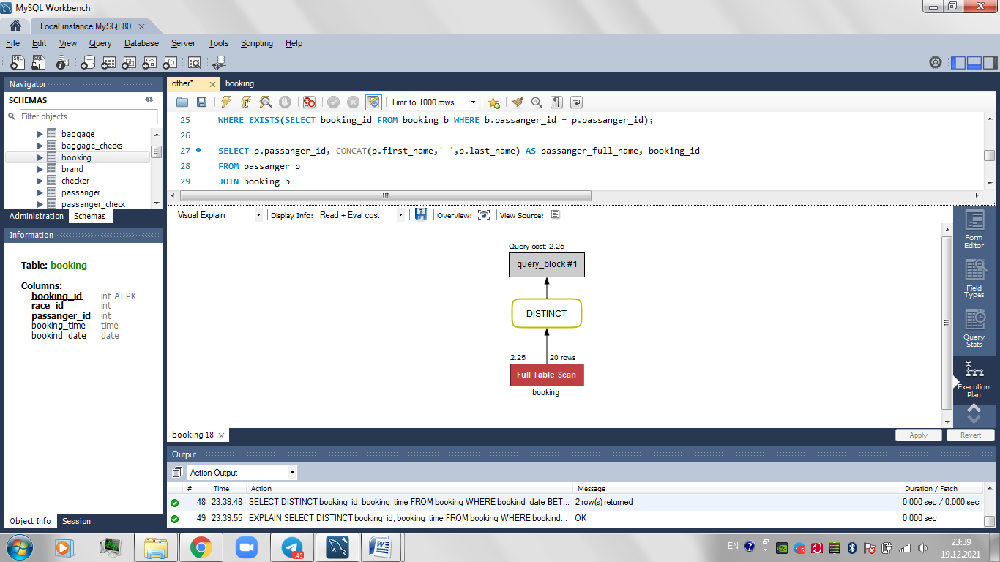 MySQL Workbench
Local instance MySQL80
File Edit View Query Database Server Tools Scripting Help
Navigator
SCHEMAS
Filter objects
baggage
baggage_checks
booking
brand
checker
passanger
passanger_check
Administration Schemas
Information
Table: booking
Columns:
booking_id int AI PK
race_id int
passanger_id int
booking_time time
bookind_date date
Object Info Session
other* booking
Limit to 1000 rows
25 WHERE EXISTS(SELECT booking_id FROM booking b WHERE b.passanger_id = p.passanger_id);
26
27 SELECT p.passanger_id, CONCAT(p.first_name,' ',p.last_name) AS passanger_full_name, booking_id
28 FROM passanger p
29 JOIN booking b
Visual Explain Display Info: Read + Eval cost Overview: View Source:
Query cost: 2.25
query_block #1
DISTINCT
2.25 20 rows
Full Table Scan
booking
Form
Editor
Field
Types
Query
Stats
Execution
Plan
booking 18
Apply Revert
Output
Action Output
# Time Action Message Duration / Fetch
48 23:39:48 SELECT DISTINCT booking_id, booking_time FROM booking WHERE bookind_date BET... 2 row(s) returned 0.000 sec / 0.000 sec
49 23:39:55 EXPLAIN SELECT DISTINCT booking_id, booking_time FROM booking WHERE bookind... OK 0.000 sec
EN
23:39
19.12.2021